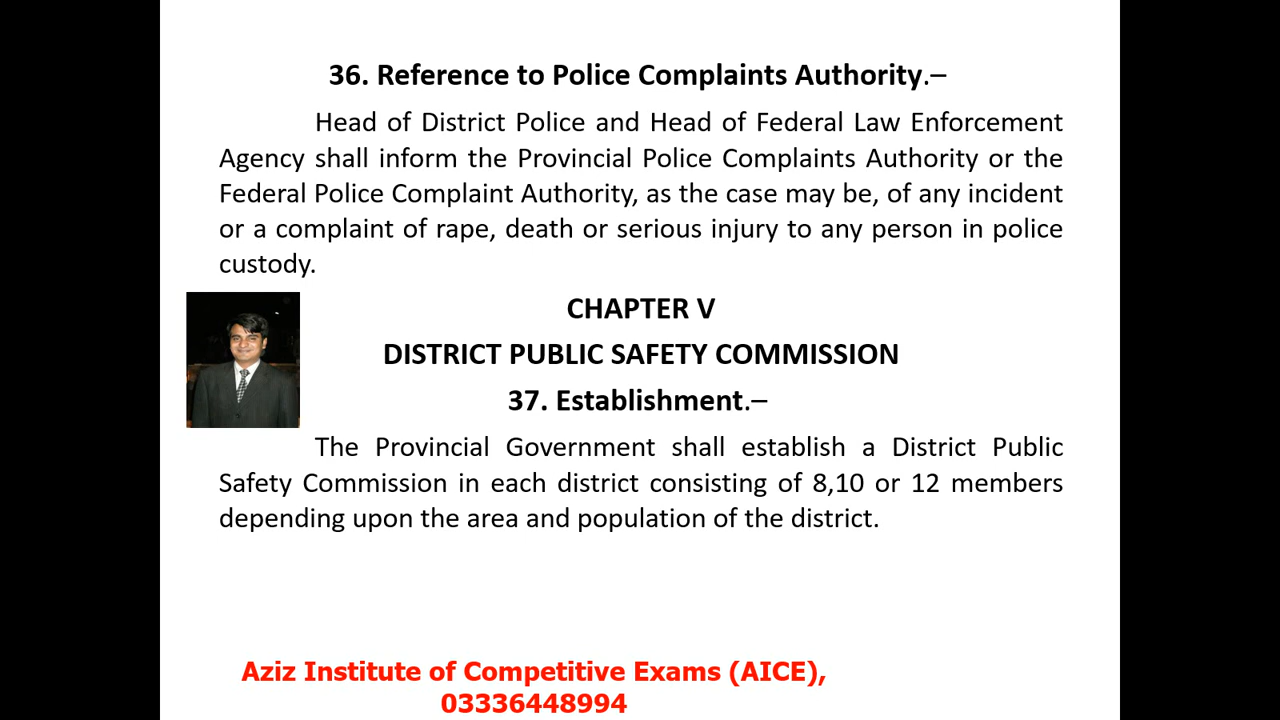 36. Reference to Police Complaints Authority.–
Head of District Police and Head of Federal Law Enforcement
Agency shall inform the Provincial Police Complaints Authority or the
Federal Police Complaint Authority, as the case may be, of any incident
or a complaint of rape, death or serious injury to any person in police
custody.
CHAPTER V
DISTRICT PUBLIC SAFETY COMMISSION
37. Establishment.–
The Provincial Government shall establish a District Public
Safety Commission in each district consisting of 8,10 or 12 members
depending upon the area and population of the district.
Aziz Institute of Competitive Exams (AICE),
03336448994